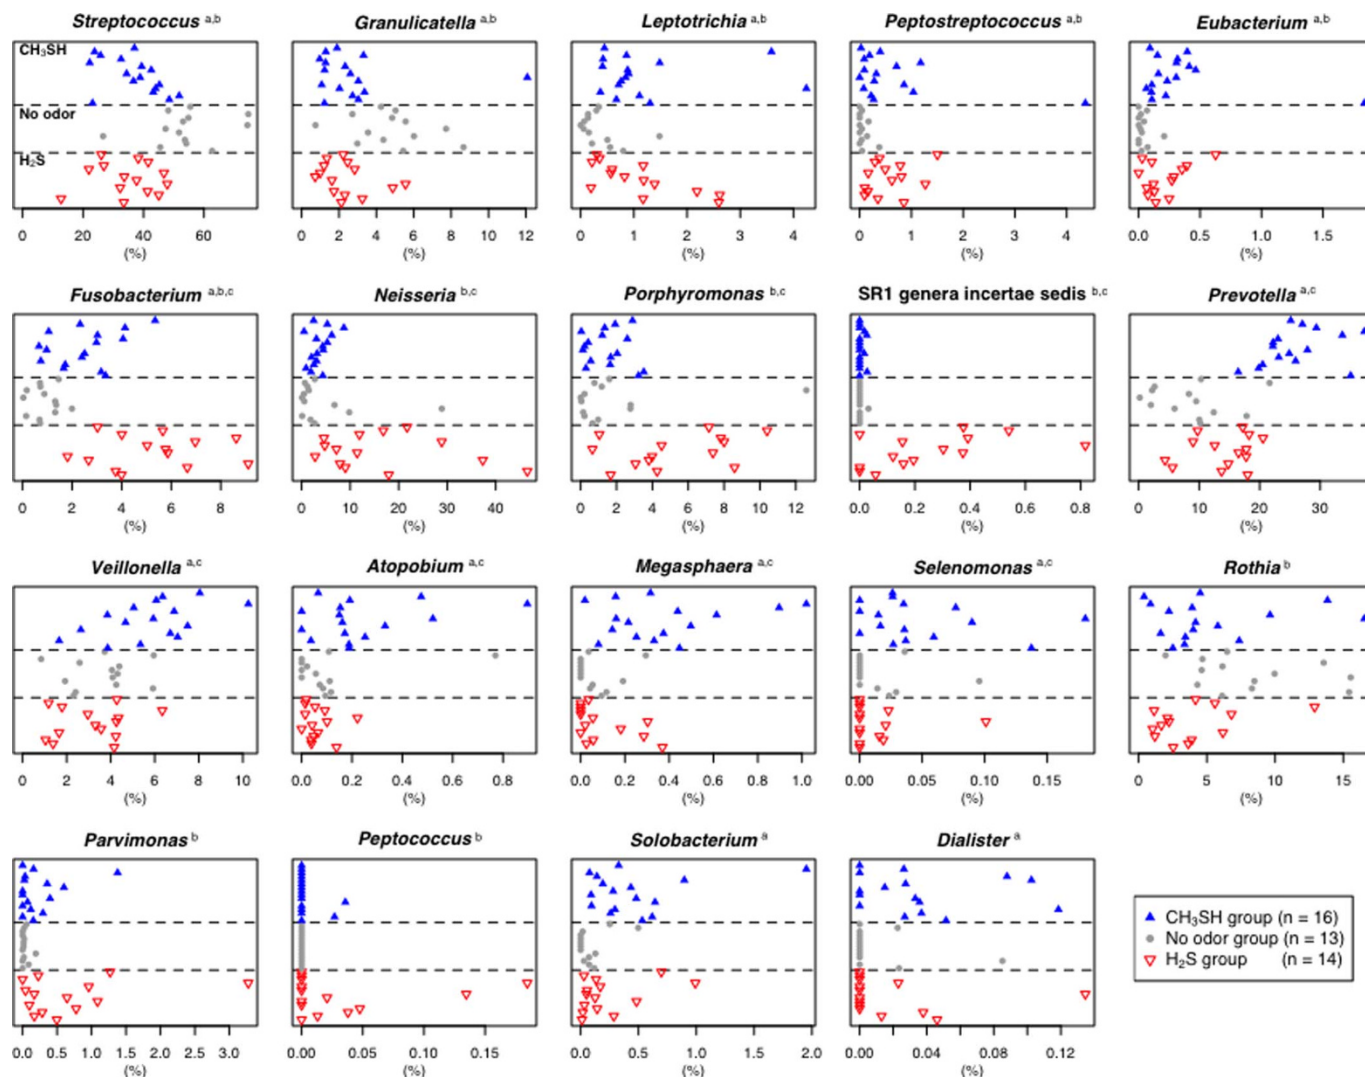 Streptococcus a,b
Granulicatella a,b
Leptotrichia a,b
Peptostreptococcus a,b
Eubacterium a,b
CH₃SH
No odor
H₂S
0 20 40 60
0 2 4 6 8 10 12
0 1 2 3 4
0 1 2 3 4
0.0 0.5 1.0 1.5
(%) (%) (%) (%) (%)
Fusobacterium a,b,c
Neisseria b,c
Porphyromonas b,c
SR1 genera incertae sedis b,c
Prevotella a,c
0 2 4 6 8
0 10 20 30 40
0 2 4 6 8 10 12
0.0 0.2 0.4 0.6 0.8
0 10 20 30
(%) (%) (%) (%) (%)
Veillonella a,c
Atopobium a,c
Megasphaera a,c
Selenomonas a,c
Rothia b
0 2 4 6 8 10
0.0 0.2 0.4 0.6 0.8
0.0 0.2 0.4 0.6 0.8 1.0
0.00 0.05 0.10 0.15
0 5 10 15
(%) (%) (%) (%) (%)
Parvimonas b
Peptococcus b
Solobacterium a
Dialister a
0.0 0.5 1.0 1.5 2.0 3.0
0.00 0.05 0.10 0.15
0.0 0.5 1.0 1.5 2.0
0.00 0.04 0.08 0.12
(%) (%) (%) (%)
CH₃SH group (n = 16)
No odor group (n = 13)
H₂S group (n = 14)